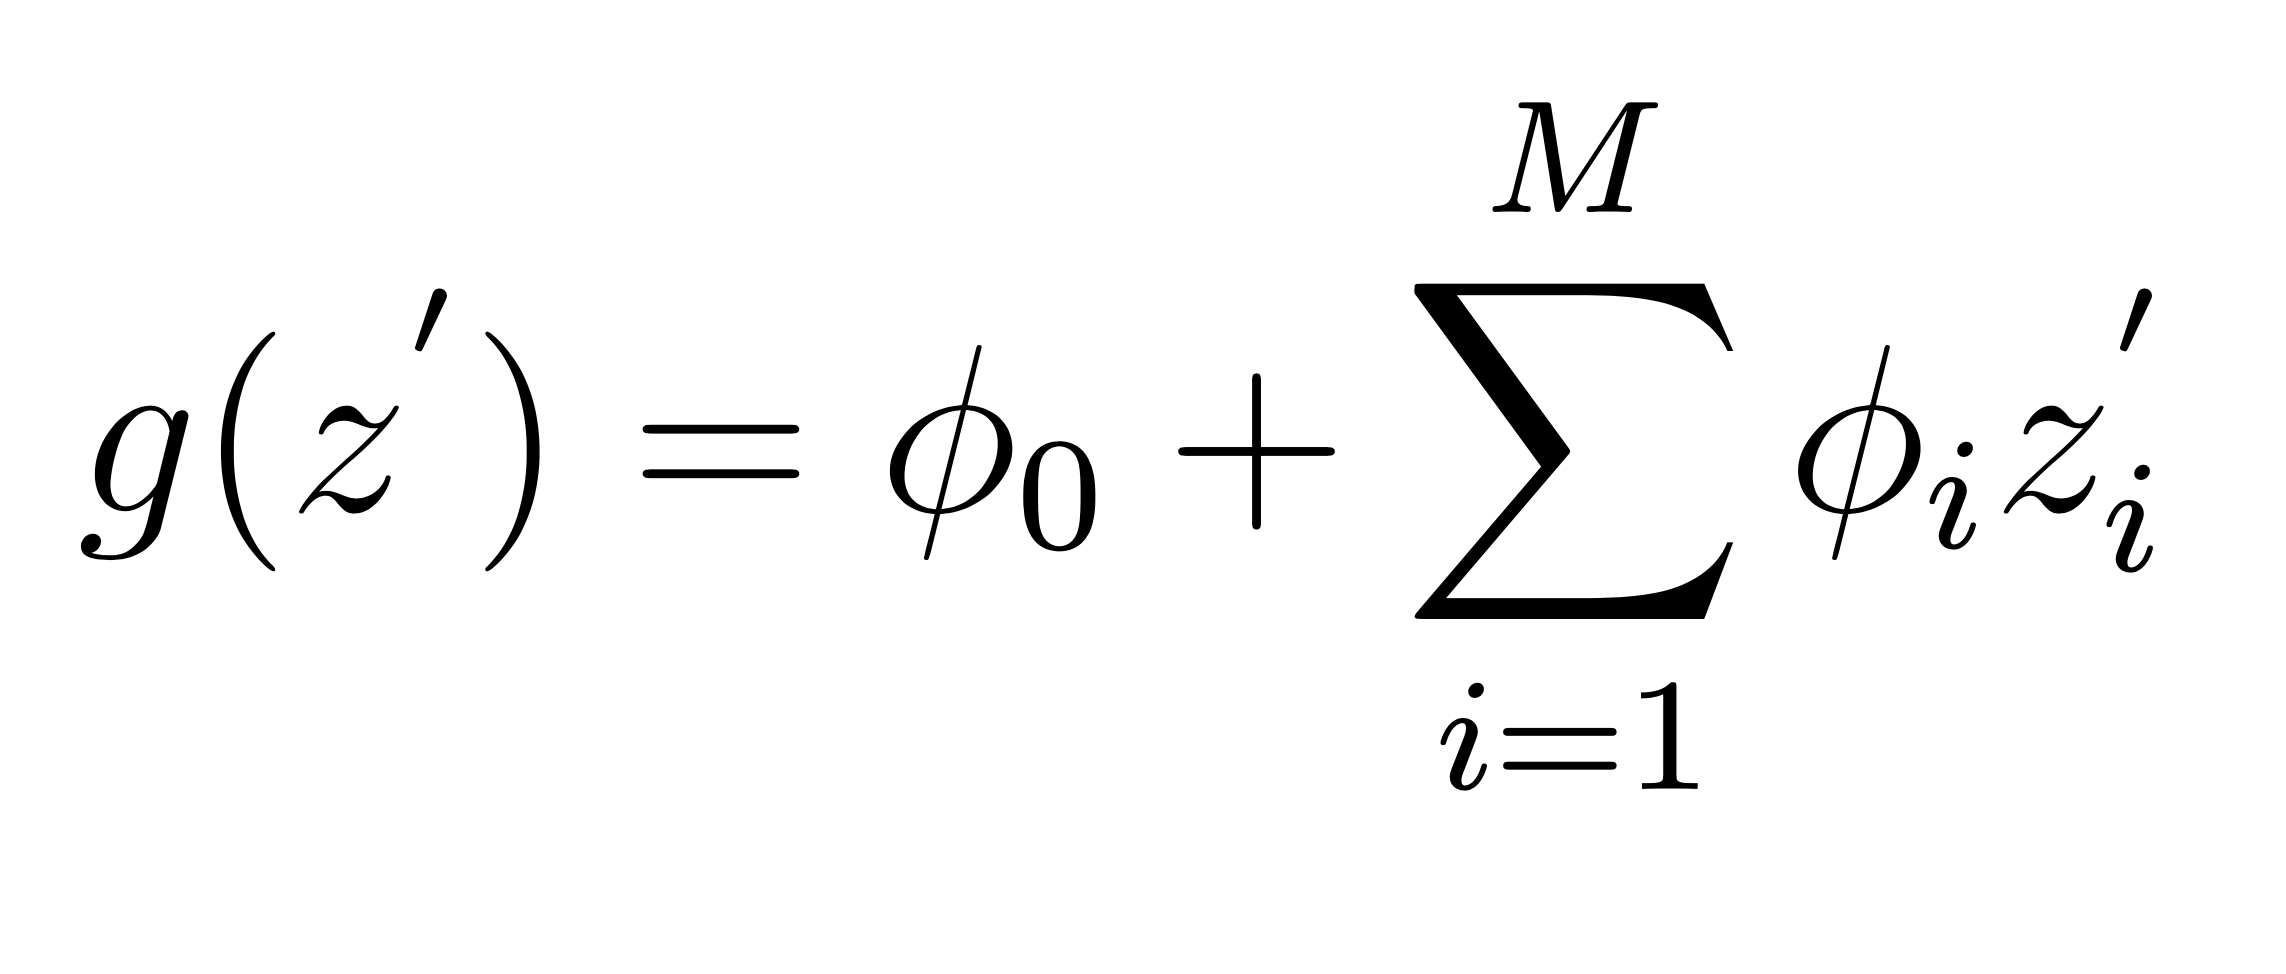 g(z′) = ϕ₀ + ∑_{i=1}^{M} ϕᵢz′ᵢ